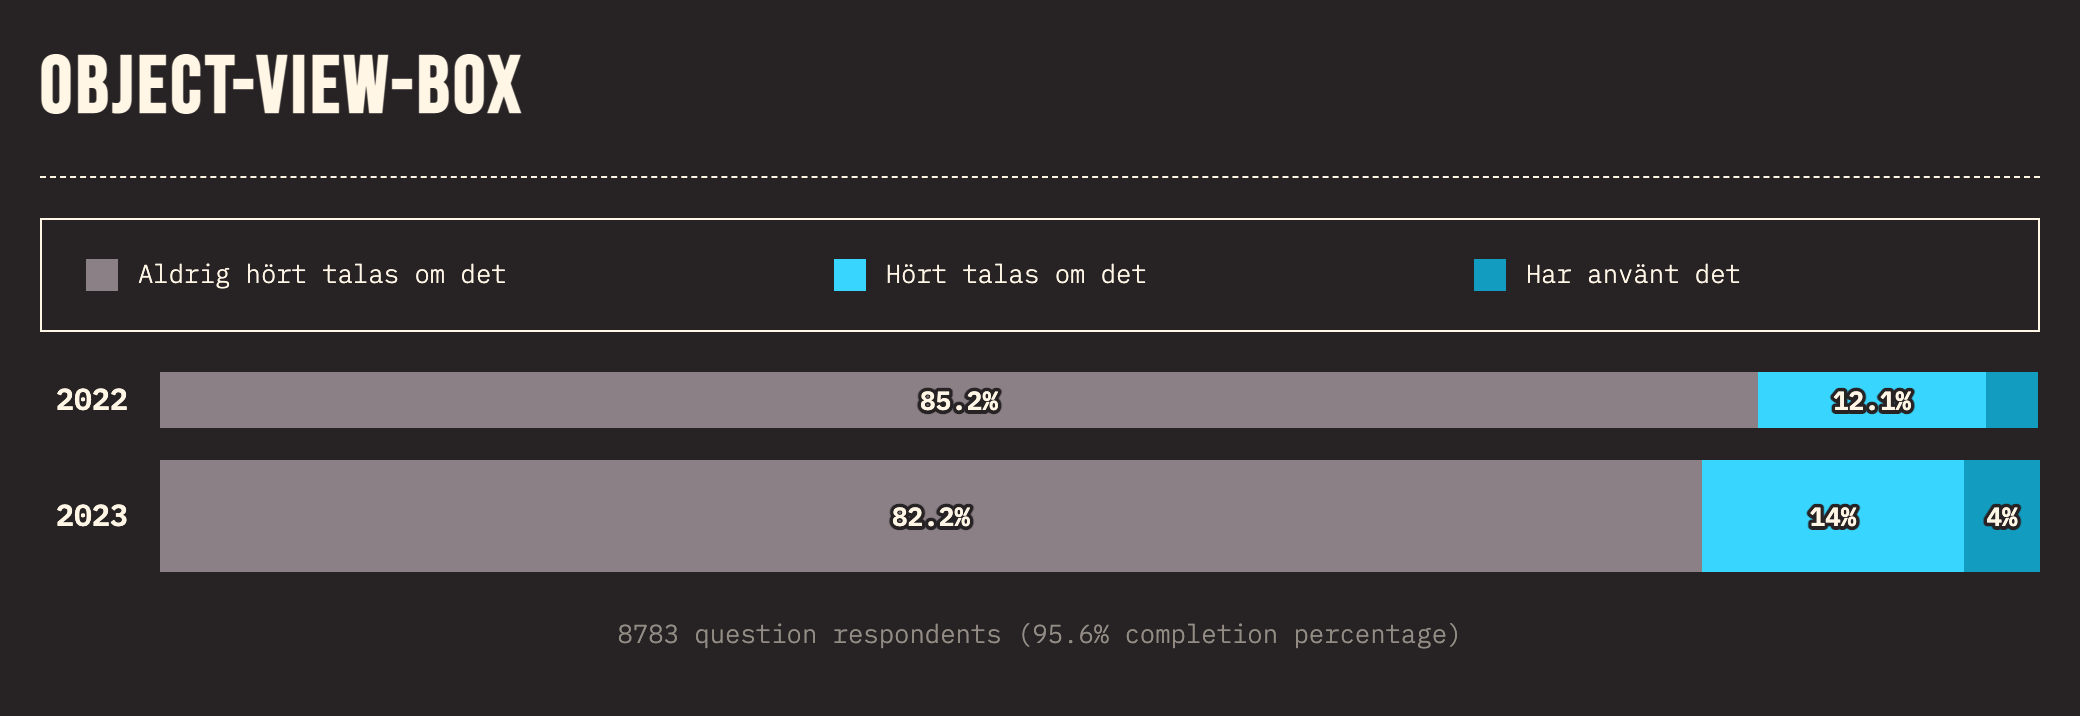 OBJECT-VIEW-BOX
Aldrig hört talas om det Hört talas om det Har använt det
2022 85.2% 12.1%
2023 82.2% 14% 4%
8783 question respondents (95.6% completion percentage)